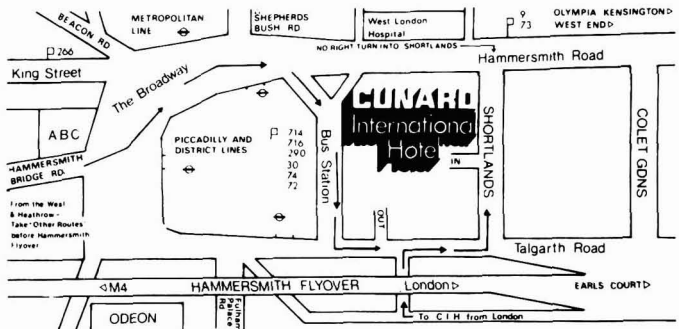 BEACON RD
METROPOLITAN
LINE
SHEPHERDS
BUSH RD
West London
Hospital
9
73
OLYMPIA KENSINGTON
WEST END
266
NO RIGHT TURN INTO SHORTLANDS
King Street
The Broadway
Hammersmith Road
CUNARD
International
Hotel
ABC
PICCADILLY AND
DISTRICT LINES
714
716
290
30
74
72
Bus Station
IN
SHORTLANDS
COLET GDNS
HAMMERSMITH
BRIDGE RD.
From the West
& Heathrow -
Take 'Other Routes'
before Hammersmith
Flyover
OUT
Talgarth Road
M4
HAMMERSMITH FLYOVER
London
EARLS COURT
ODEON
Fulham
Palace
Rd
To C I H from London